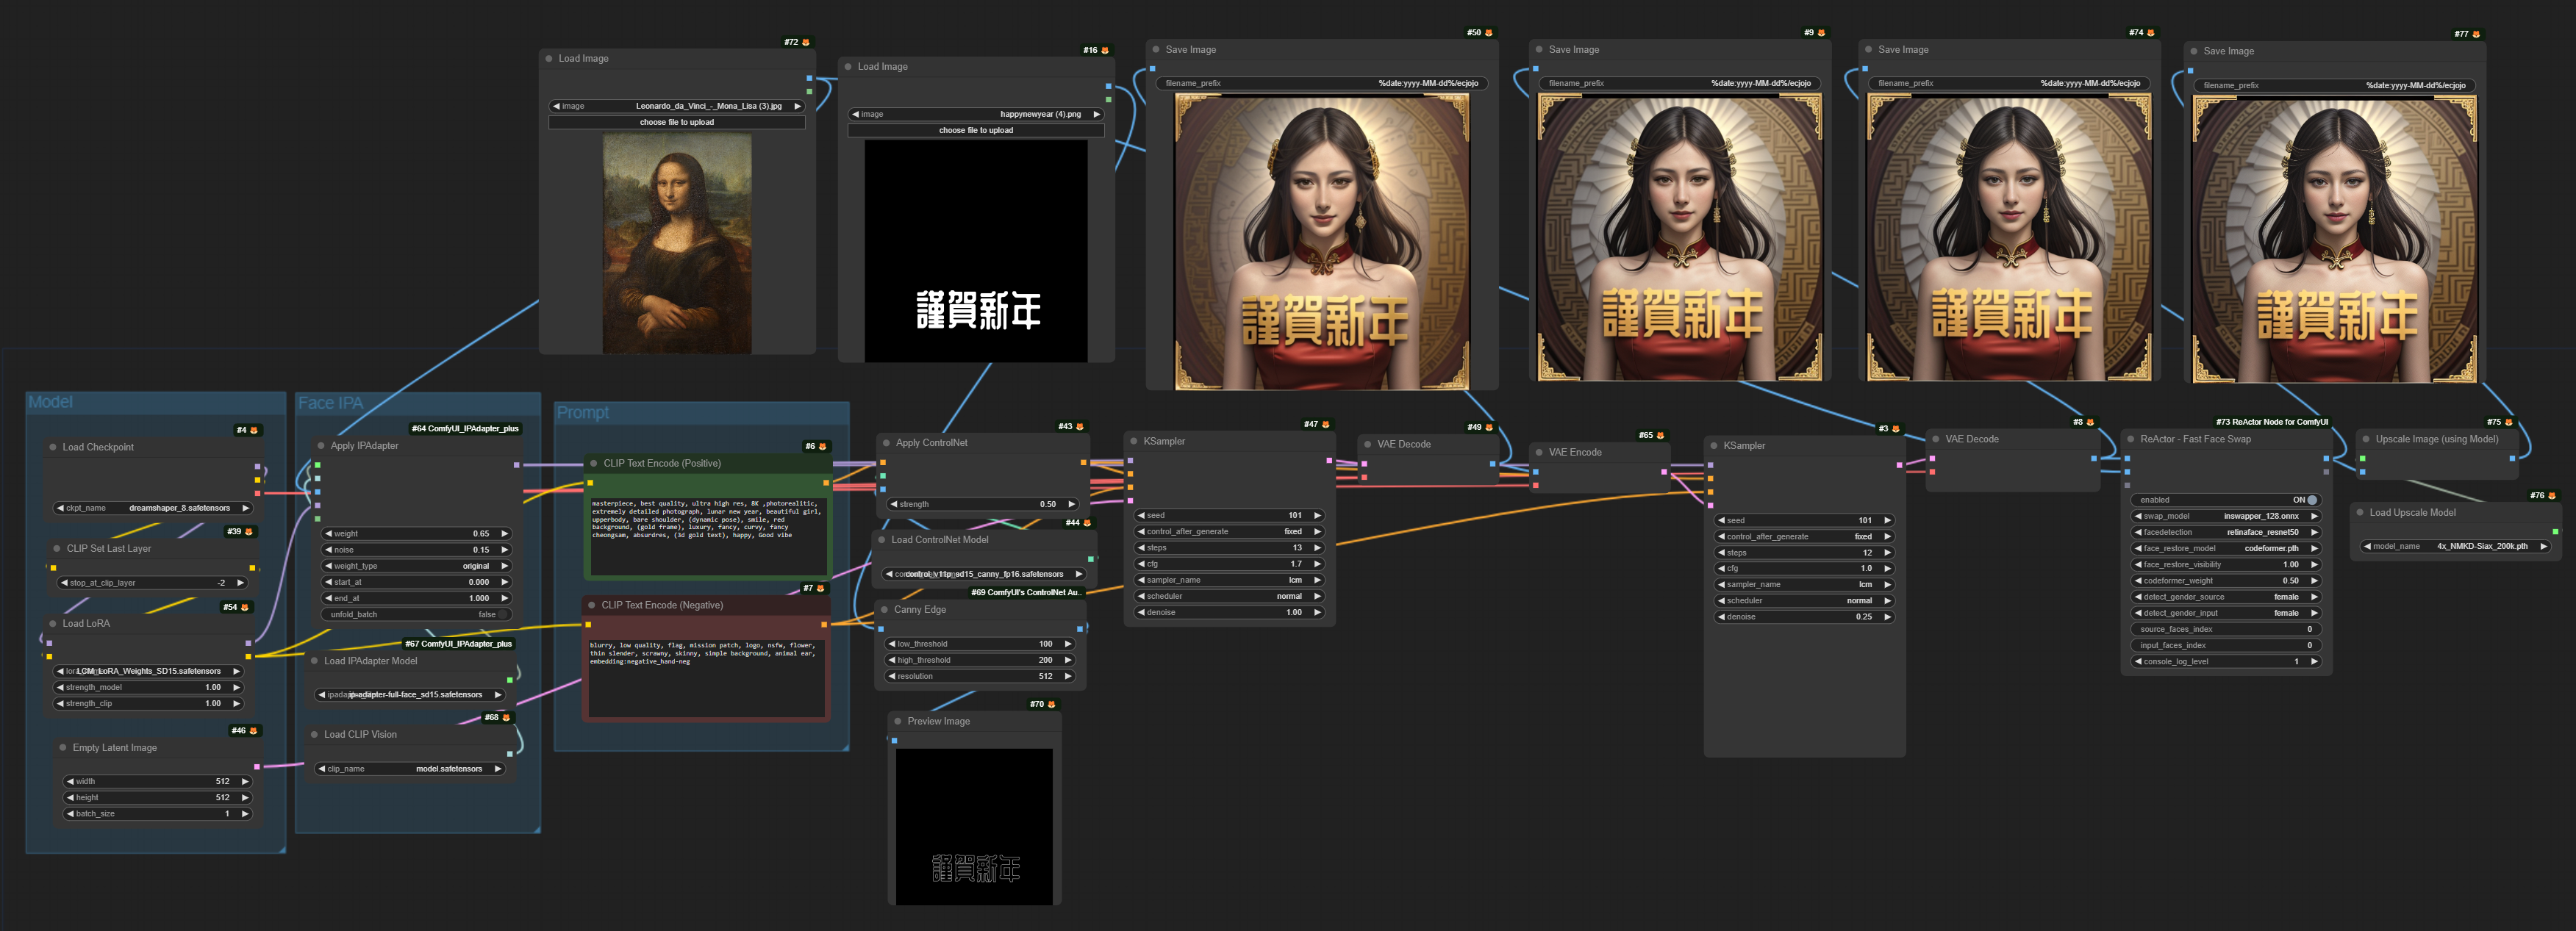 #72
Load Image
image Leonardo_da_Vinci_-_Mona_Lisa (3).jpg
choose file to upload
#16
Load Image
image happynewyear (4).png
choose file to upload
謹賀新年
#50
Save Image
filename_prefix %date:yyyy-MM-dd%/ecjojo
謹賀新年
#9
Save Image
filename_prefix %date:yyyy-MM-dd%/ecjojo
謹賀新年
#74
Save Image
filename_prefix %date:yyyy-MM-dd%/ecjojo
謹賀新年
#77
Save Image
filename_prefix %date:yyyy-MM-dd%/ecjojo
謹賀新年
Model
#4
Load Checkpoint
ckpt_name dreamshaper_8.safetensors
#39
CLIP Set Last Layer
stop_at_clip_layer -2
#54
Load LoRA
LCM_LoRA_Weights_SD15.safetensors
strength_model 1.00
strength_clip 1.00
#46
Empty Latent Image
width 512
height 512
batch_size 1
Face IPA
#64 ComfyUI_IPAdapter_plus
Apply IPAdapter
weight 0.65
noise 0.15
weight_type original
start_at 0.000
end_at 1.000
unfold_batch false
#67 ComfyUI_IPAdapter_plus
Load IPAdapter Model
ip-adapter-full-face_sd15.safetensors
#68
Load CLIP Vision
clip_name model.safetensors
Prompt
#6
CLIP Text Encode (Positive)
masterpiece, best quality, ultra high res, 8K ,photorealitic,
extremely detailed photograph, lunar new year, beautiful girl,
upperbody, bare shoulder, (dynamic pose), smile, red
background, (gold frame), luxury, fancy, curvy, fancy
cheongsam, absurdres, (3d gold text), happy, Good vibe
#7
CLIP Text Encode (Negative)
blurry, low quality, flag, mission patch, logo, nsfw, flower,
thin slender, scrawny, skinny, simple background, animal ear,
embedding:negative_hand-neg
#43
Apply ControlNet
strength 0.50
#44
Load ControlNet Model
control_v11p_sd15_canny_fp16.safetensors
#69 ComfyUI's ControlNet Au..
Canny Edge
low_threshold 100
high_threshold 200
resolution 512
#70
Preview Image
謹賀新年
#47
KSampler
seed 101
control_after_generate fixed
steps 13
cfg 1.7
sampler_name lcm
scheduler normal
denoise 1.00
#49
VAE Decode
#65
VAE Encode
#3
KSampler
seed 101
control_after_generate fixed
steps 12
cfg 1.0
sampler_name lcm
scheduler normal
denoise 0.25
#8
VAE Decode
#73 ReActor Node for ComfyUI
ReActor - Fast Face Swap
enabled ON
swap_model inswapper_128.onnx
facedetection retinaface_resnet50
face_restore_model codeformer.pth
face_restore_visibility 1.00
codeformer_weight 0.50
detect_gender_source female
detect_gender_input female
source_faces_index 0
input_faces_index 0
console_log_level 1
#75
Upscale Image (using Model)
#76
Load Upscale Model
model_name 4x_NMKD-Siax_200k.pth